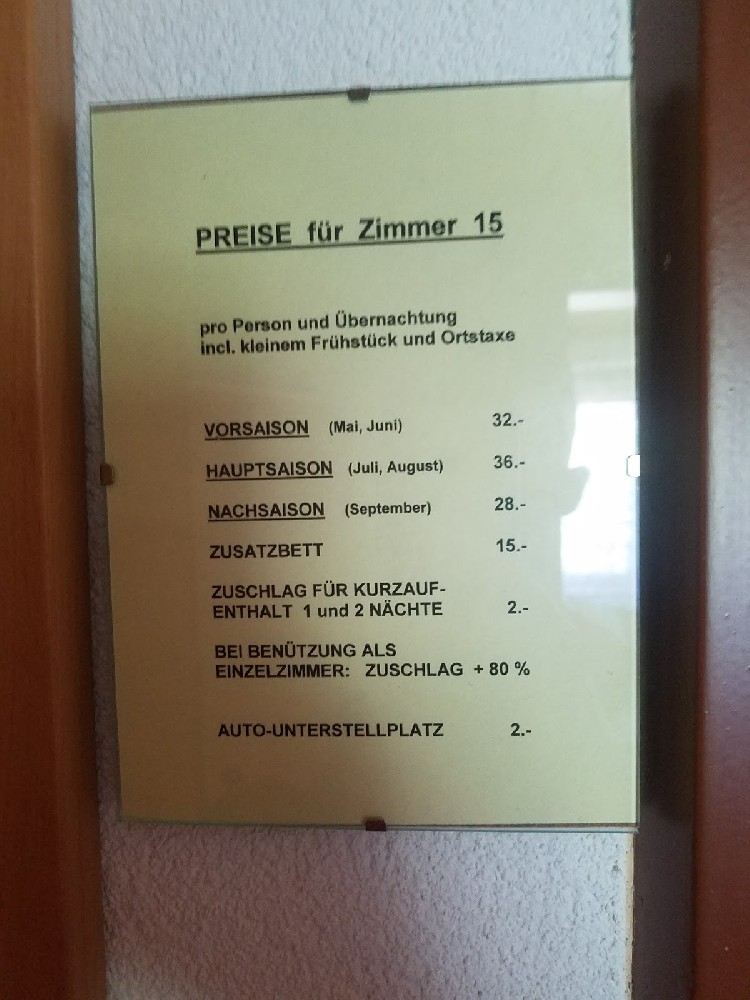 PREISE für Zimmer 15
pro Person und Übernachtung
incl. kleinem Frühstück und Ortstaxe
VORSAISON (Mai, Juni) 32.-
HAUPTSAISON (Juli, August) 36.-
NACHSAISON (September) 28.-
ZUSATZBETT 15.-
ZUSCHLAG FÜR KURZAUF-
ENTHALT 1 und 2 NÄCHTE 2.-
BEI BENÜTZUNG ALS
EINZELZIMMER: ZUSCHLAG + 80 %
AUTO-UNTERSTELLPLATZ 2.-